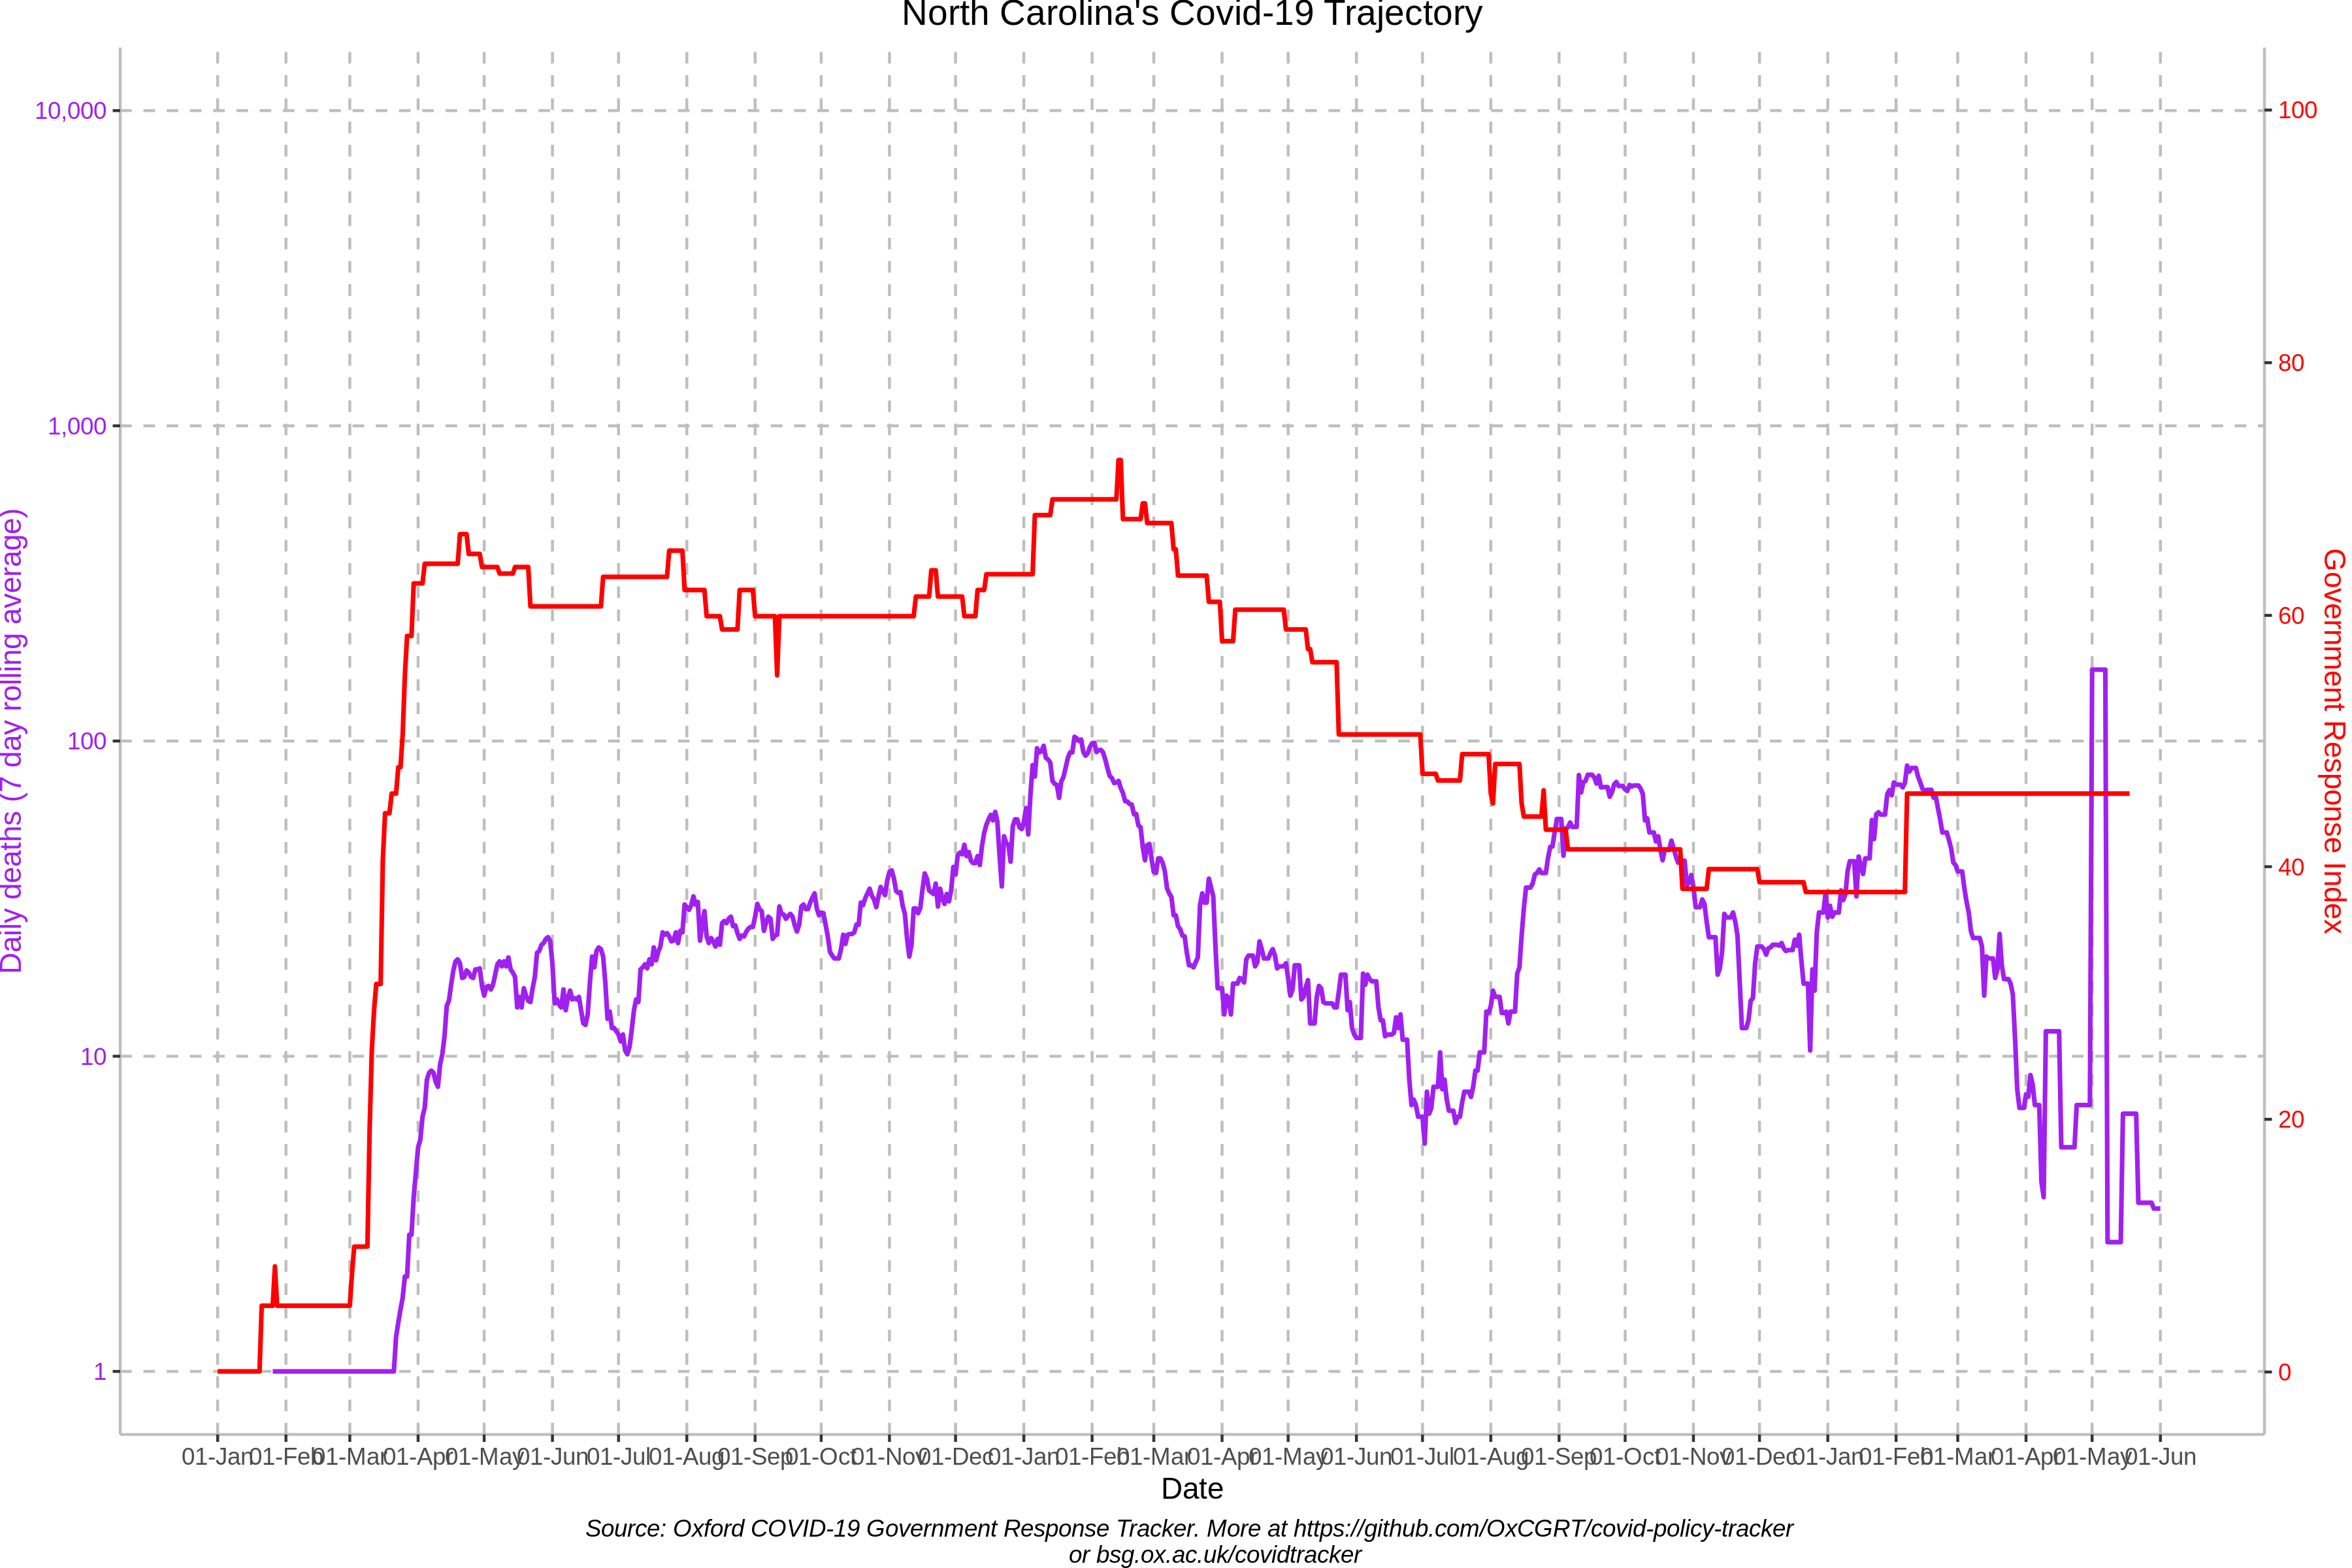 North Carolina's Covid-19 Trajectory
10,000
1,000
100
10
1
Daily deaths (7 day rolling average)
100
80
60
40
20
0
Government Response Index
01-Jan 01-Feb 01-Mar 01-Apr 01-May 01-Jun 01-Jul 01-Aug 01-Sep 01-Oct 01-Nov 01-Dec 01-Jan 01-Feb 01-Mar 01-Apr 01-May 01-Jun 01-Jul 01-Aug 01-Sep 01-Oct 01-Nov 01-Dec 01-Jan 01-Feb 01-Mar 01-Apr 01-May 01-Jun
Date
Source: Oxford COVID-19 Government Response Tracker. More at https://github.com/OxCGRT/covid-policy-tracker
or bsg.ox.ac.uk/covidtracker